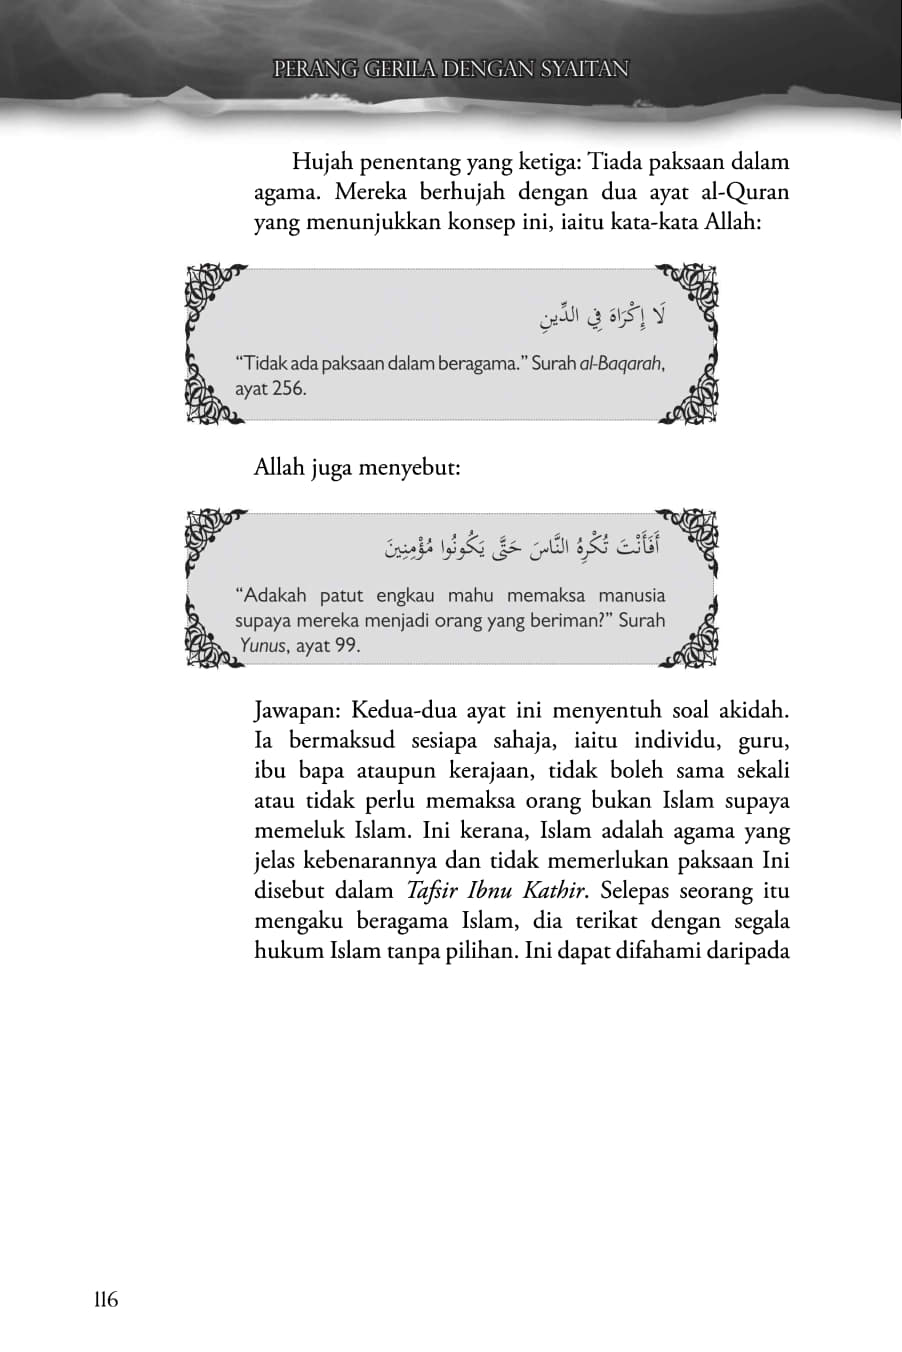 PERANG GERILA DENGAN SYAITAN
Hujah penentang yang ketiga: Tiada paksaan dalam
agama. Mereka berhujah dengan dua ayat al-Quran
yang menunjukkan konsep ini, iaitu kata-kata Allah:
لَا إِكْرَاهَ فِي الدِّينِ
“Tidak ada paksaan dalam beragama.” Surah al-Baqarah,
ayat 256.
Allah juga menyebut:
أَفَأَنْتَ تُكْرِهُ النَّاسَ حَتَّى يَكُونُوا مُؤْمِنِينَ
“Adakah patut engkau mahu memaksa manusia
supaya mereka menjadi orang yang beriman?” Surah
Yunus, ayat 99.
Jawapan: Kedua-dua ayat ini menyentuh soal akidah.
Ia bermaksud sesiapa sahaja, iaitu individu, guru,
ibu bapa ataupun kerajaan, tidak boleh sama sekali
atau tidak perlu memaksa orang bukan Islam supaya
memeluk Islam. Ini kerana, Islam adalah agama yang
jelas kebenarannya dan tidak memerlukan paksaan Ini
disebut dalam Tafsir Ibnu Kathir. Selepas seorang itu
mengaku beragama Islam, dia terikat dengan segala
hukum Islam tanpa pilihan. Ini dapat difahami daripada
116